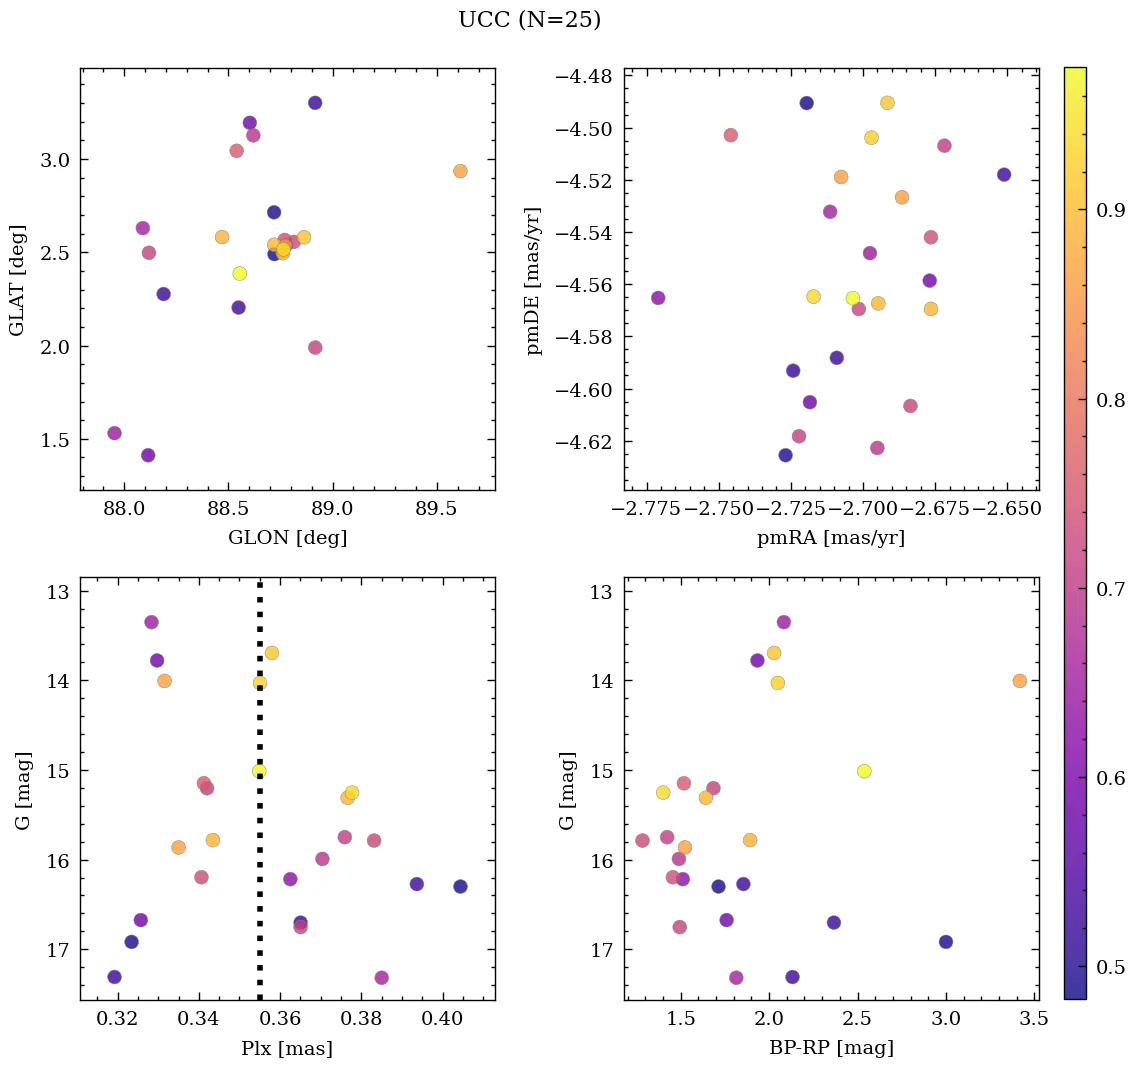 UCC (N=25)
3.0
2.5
2.0
1.5
GLAT [deg]
88.0 88.5 89.0 89.5
GLON [deg]
−4.48
−4.50
−4.52
−4.54
−4.56
−4.58
−4.60
−4.62
pmDE [mas/yr]
−2.775 −2.750 −2.725 −2.700 −2.675 −2.650
pmRA [mas/yr]
13
14
15
16
17
G [mag]
0.32 0.34 0.36 0.38 0.40
Plx [mas]
13
14
15
16
17
G [mag]
1.5 2.0 2.5 3.0 3.5
BP-RP [mag]
0.9
0.8
0.7
0.6
0.5